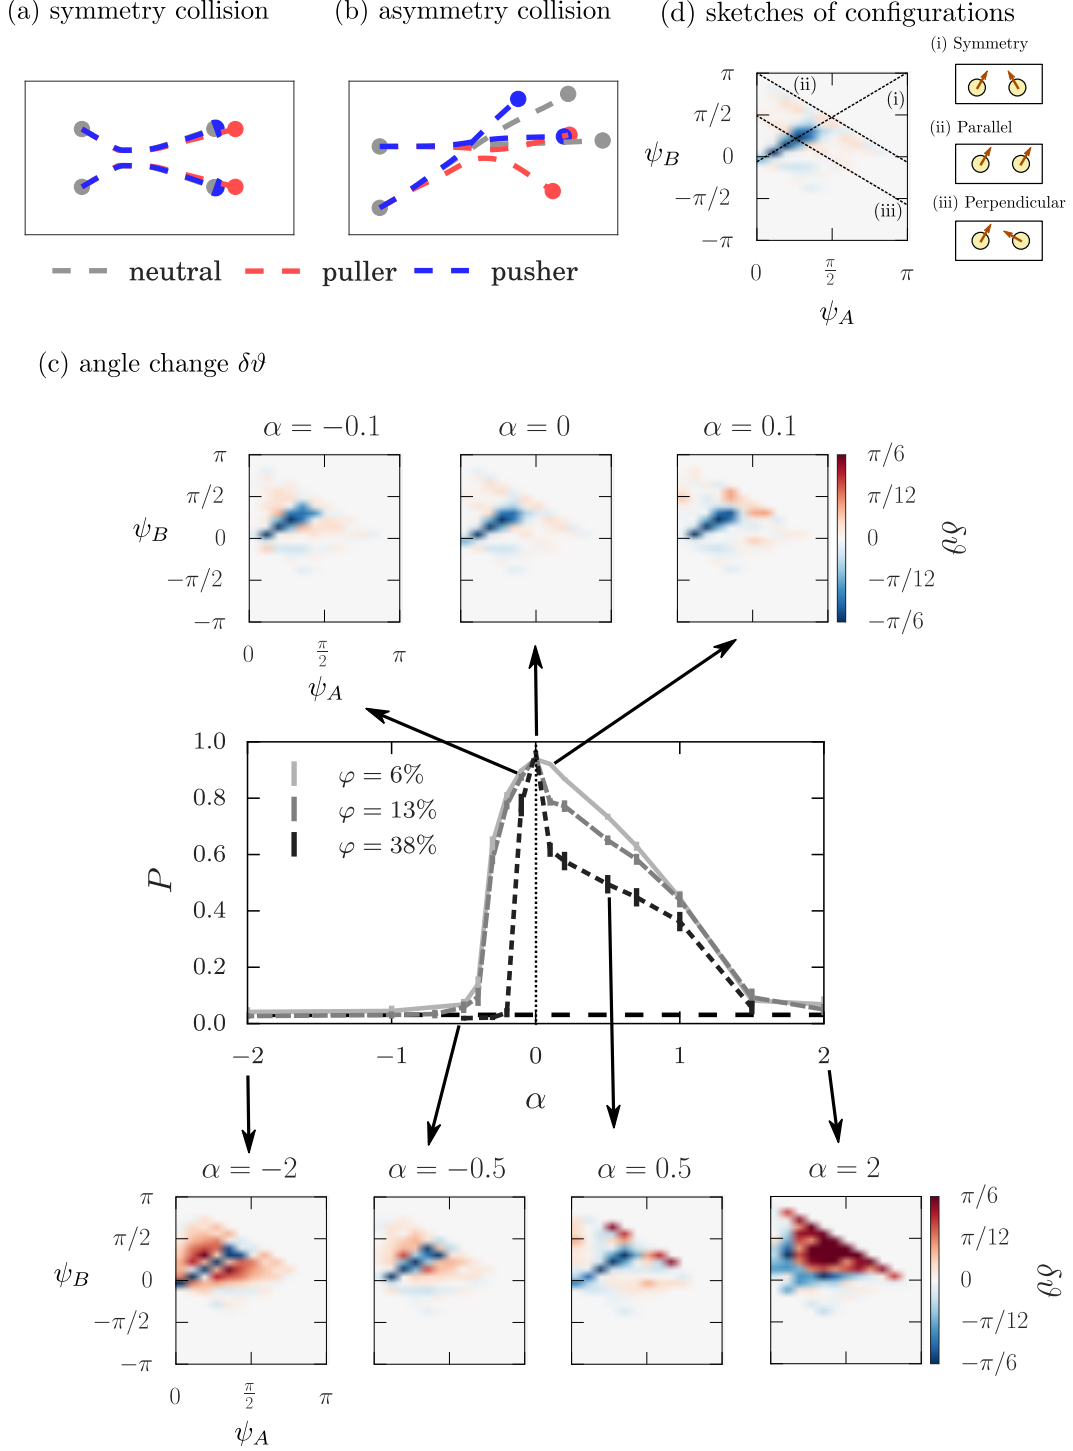 (a) symmetry collision
(b) asymmetry collision
(d) sketches of configurations
neutral
puller
pusher
ψ_B
π
π/2
0
−π/2
−π
(i)
(ii)
(iii)
0
π/2
π
ψ_A
(i) Symmetry
(ii) Parallel
(iii) Perpendicular
(c) angle change δϑ
α = −0.1
α = 0
α = 0.1
ψ_B
π
π/2
0
−π/2
−π
0
π/2
π
ψ_A
π/6
π/12
0
−π/12
−π/6
δϑ
P
1.0
0.8
0.6
0.4
0.2
0.0
φ = 6%
φ = 13%
φ = 38%
−2
−1
0
1
2
α
α = −2
α = −0.5
α = 0.5
α = 2
ψ_B
π
π/2
0
−π/2
−π
0
π/2
π
ψ_A
π/6
π/12
0
−π/12
−π/6
δϑ